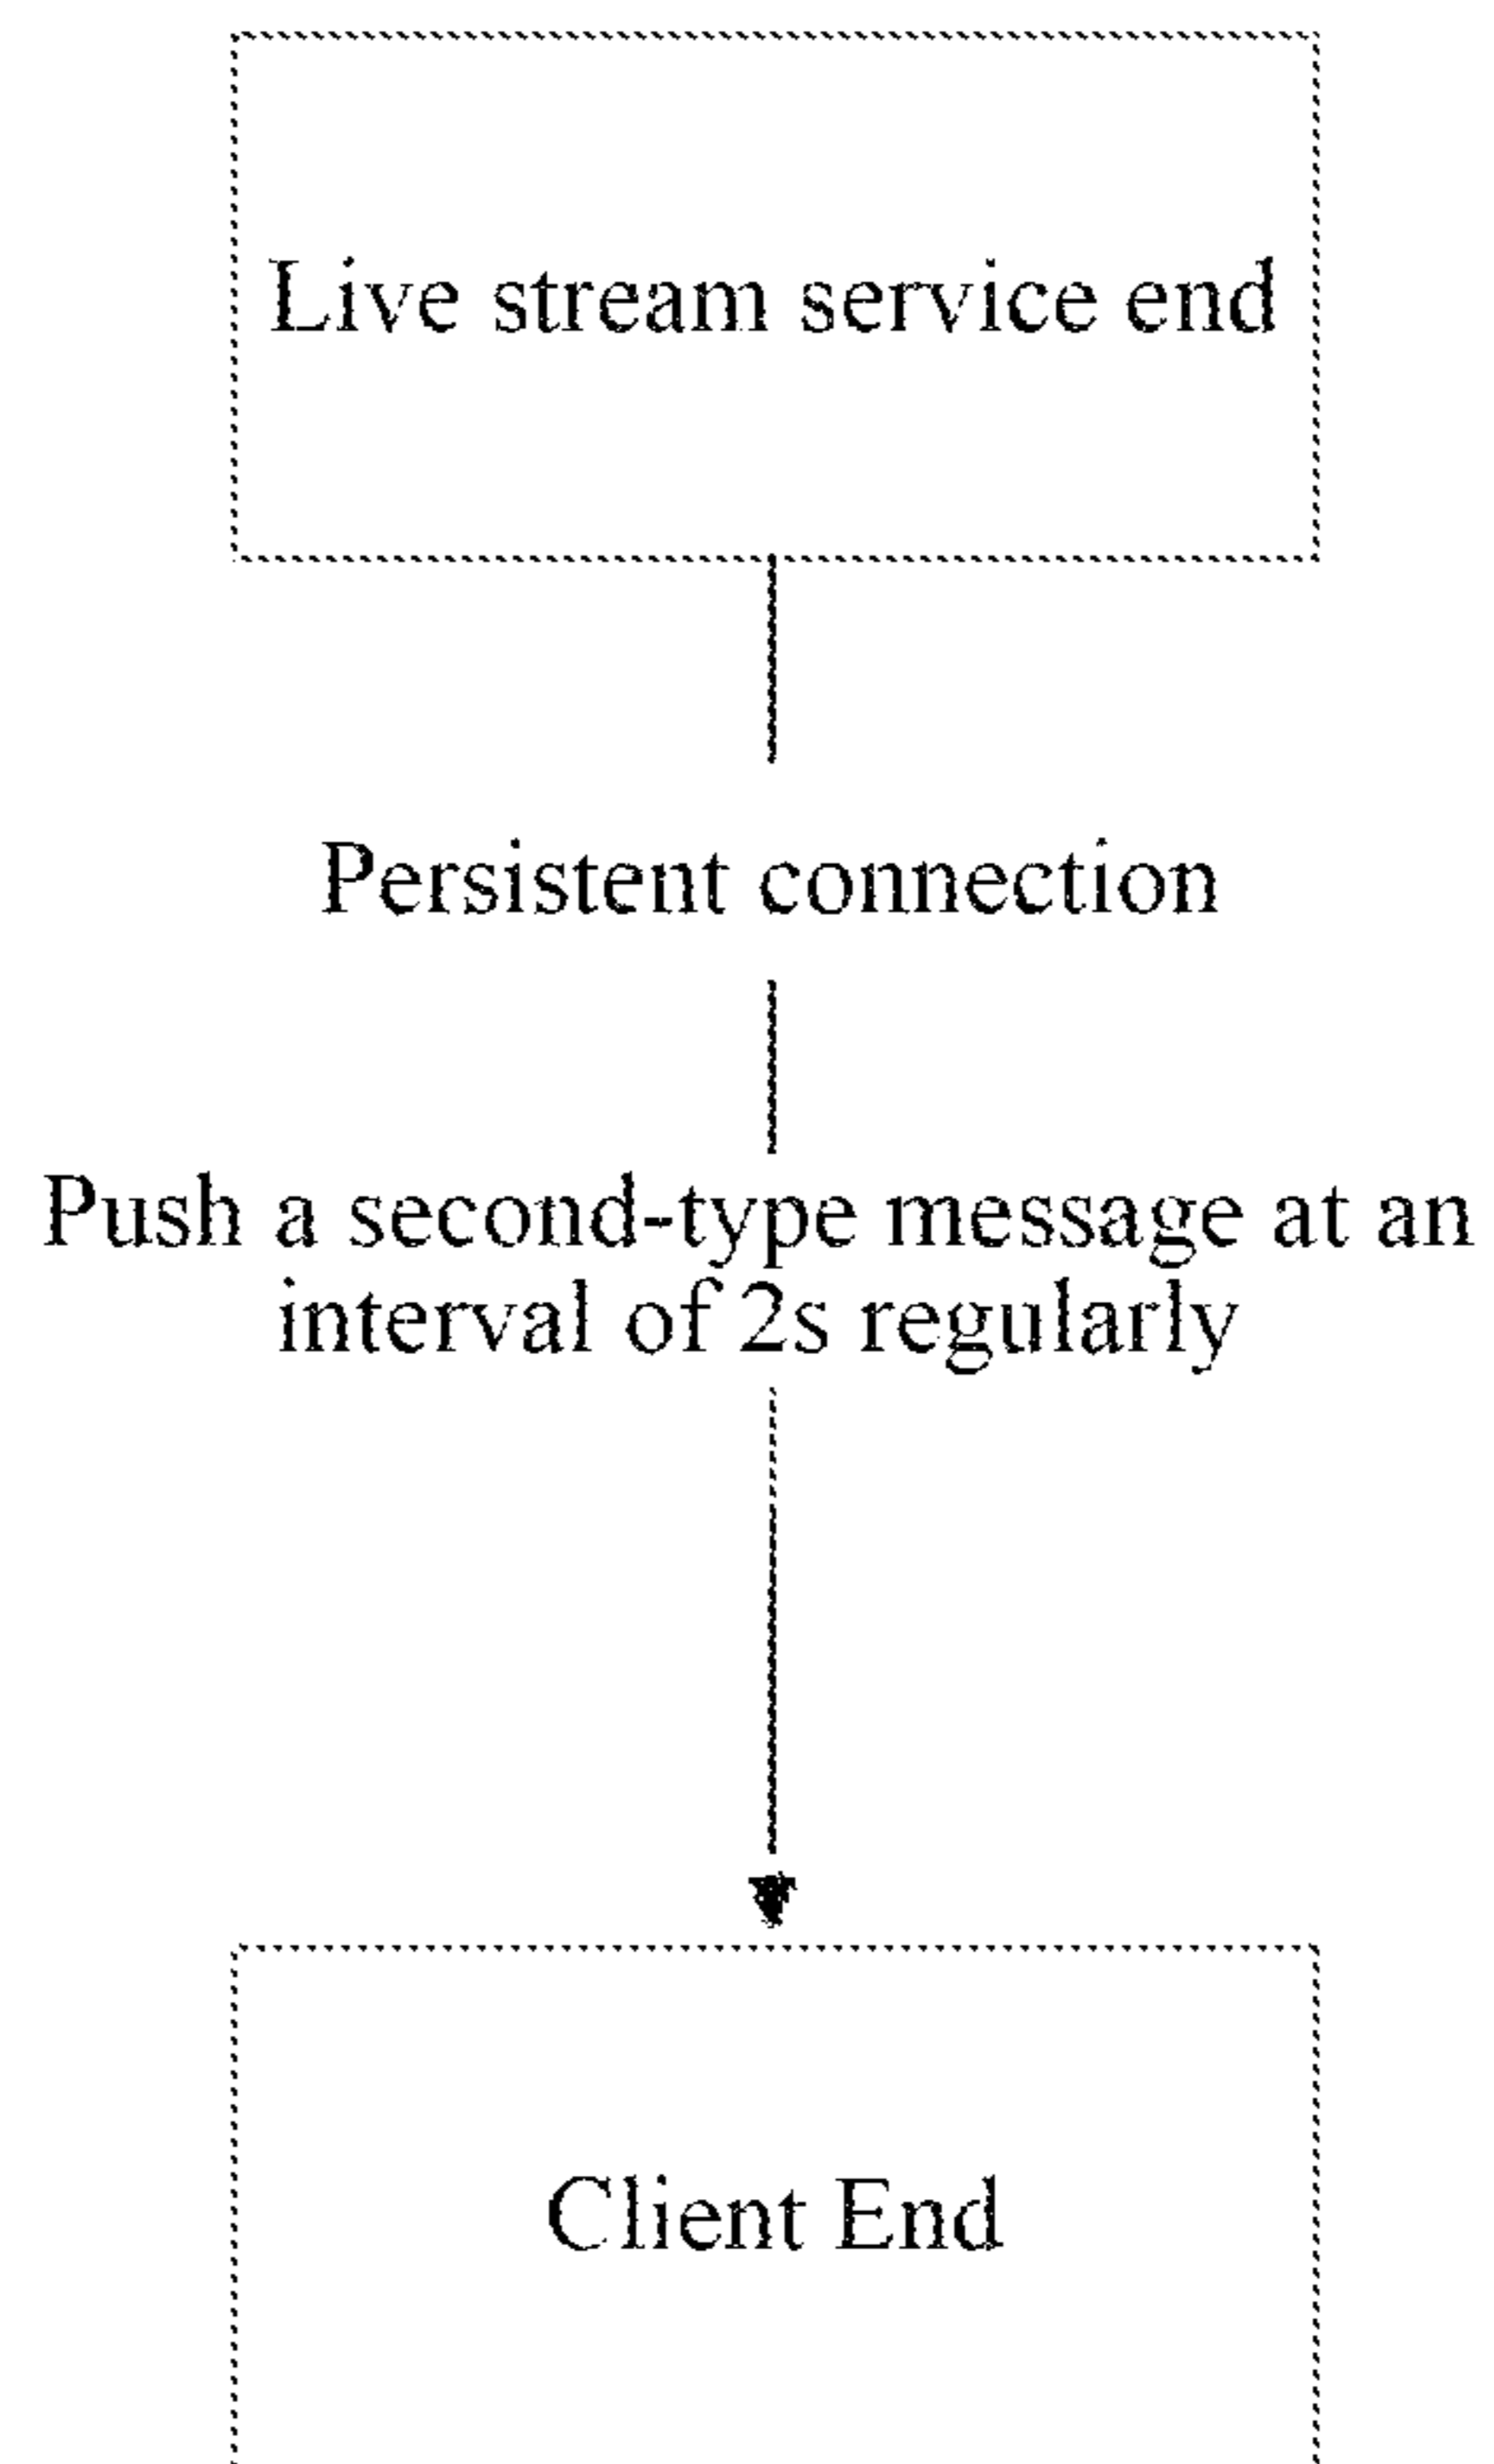 Live stream service end
Persistent connection
Push a second-type message at an
interval of 2s regularly
Client End